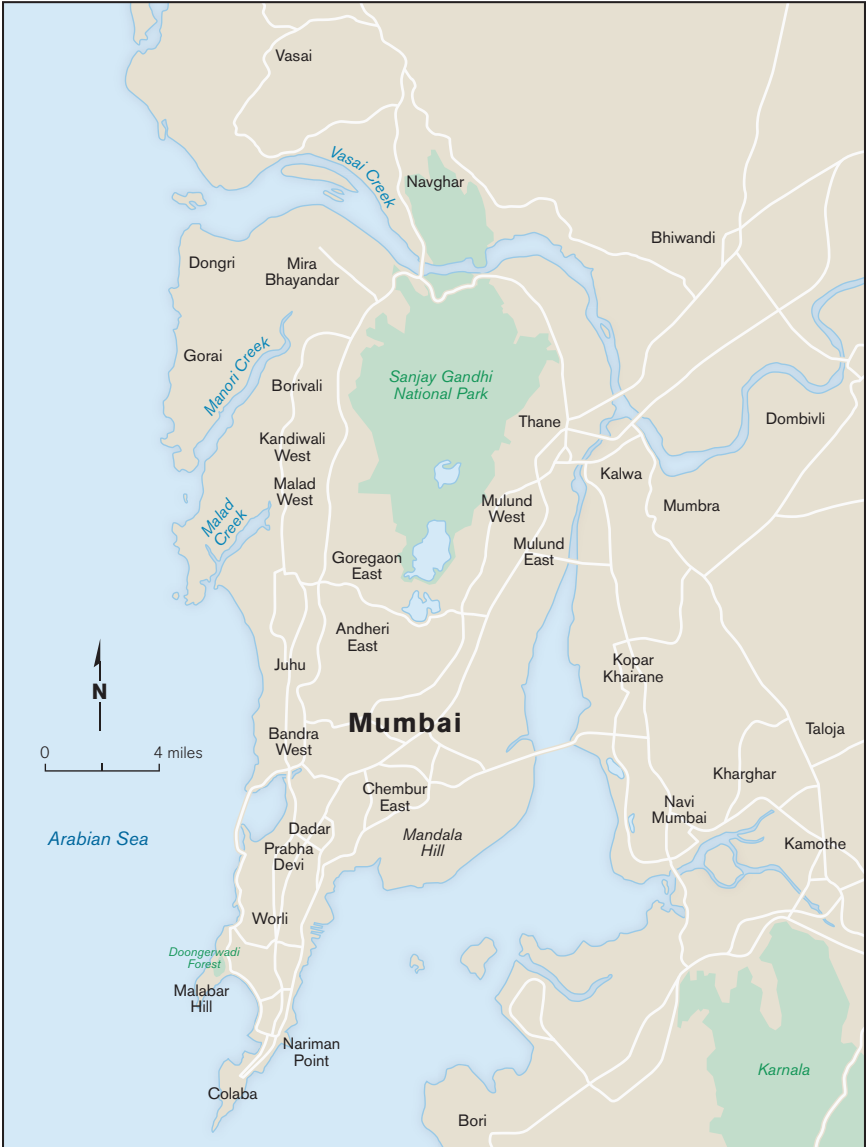 Vasai
Vasai Creek
Navghar
Bhiwandi
Dongri
Mira
Bhayandar
Gorai
Manori Creek
Borivali
Sanjay Gandhi
National Park
Thane
Dombivli
Kandiwali
West
Kalwa
Malad
West
Mulund
West
Mumbra
Malad
Creek
Mulund
East
Goregaon
East
Andheri
East
Juhu
Kopar
Khairane
N
Mumbai
Bandra
West
Taloja
0 4 miles
Kharghar
Chembur
East
Navi
Mumbai
Arabian Sea
Dadar
Mandala
Hill
Kamothe
Prabha
Devi
Worli
Doongerwadi
Forest
Malabar
Hill
Nariman
Point
Karnala
Colaba
Bori